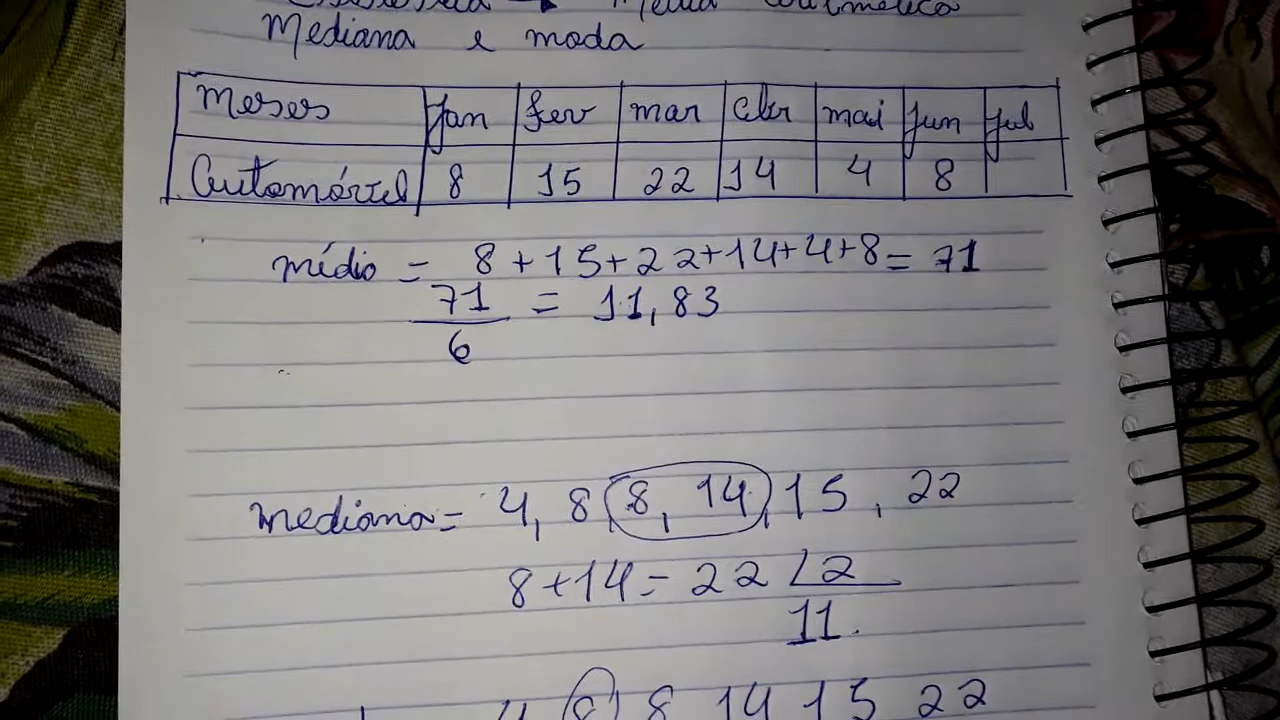 Média aritmética
Mediana e moda
Meses Jan fev mar Abr mai Jun Jul
Automóvel 8 15 22 14 4 8
médio = 8 + 15 + 22 + 14 + 4 + 8 = 71
71 = 11,83
6
mediana = 4, 8, 8, 14, 15, 22
8 + 14 = 22 2
11.
4 8 8 14 15 22